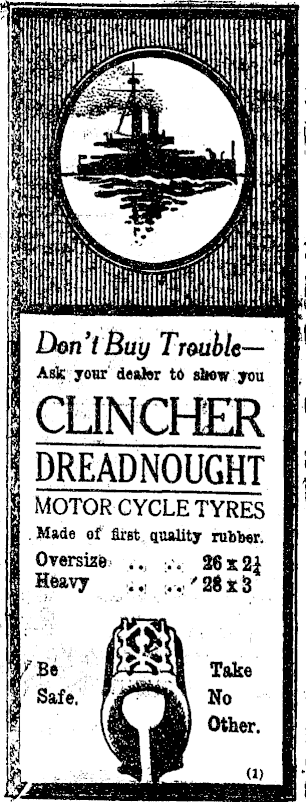 Don't Buy Trouble—
Ask your dealer to show you
CLINCHER
DREADNOUGHT
MOTOR CYCLE TYRES
Made of first quality rubber.
Oversize .. .. 26 x 2¼
Heavy .. .. 28 x 3
Be Safe.
Take No Other.
(1)